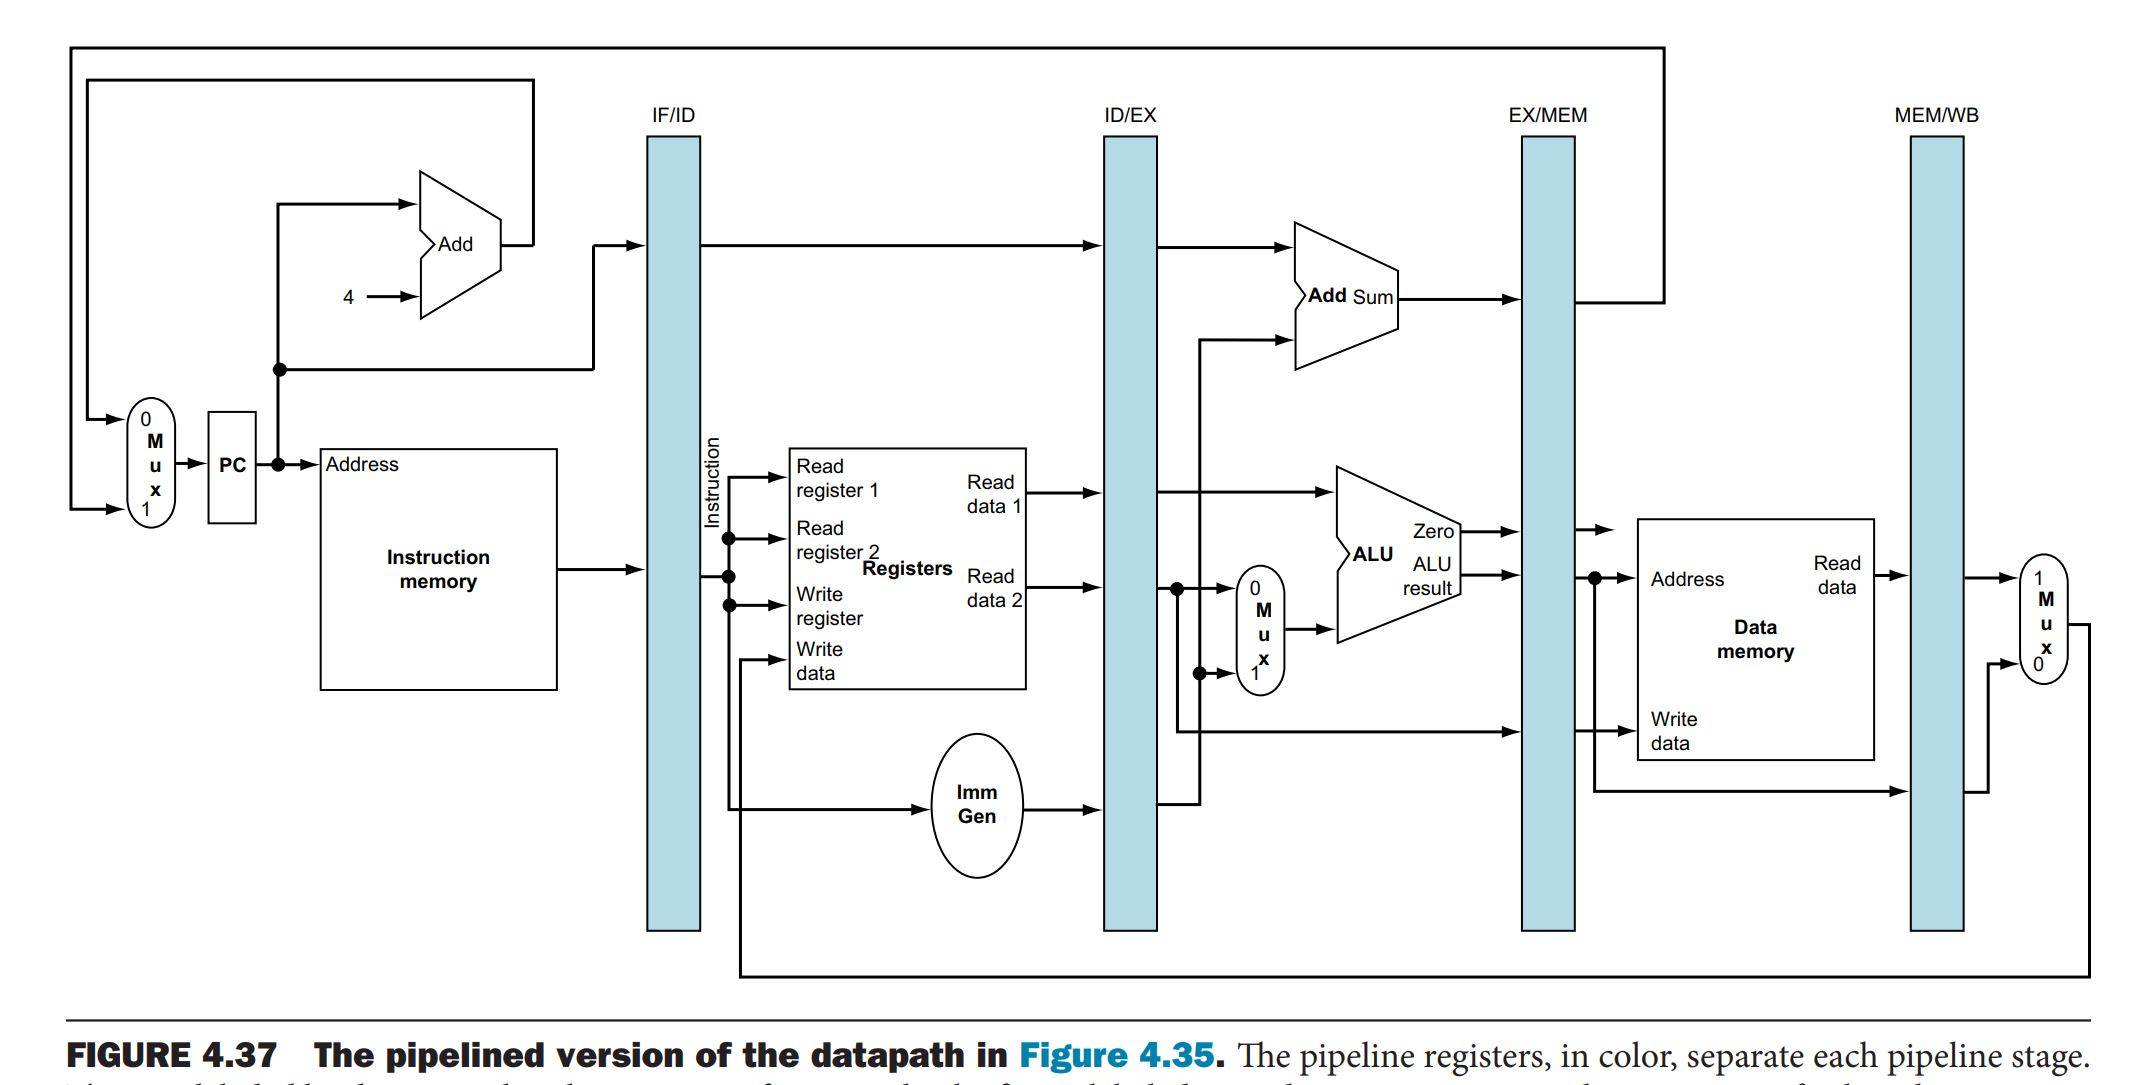 IF/ID
ID/EX
EX/MEM
MEM/WB
Add
4
Add Sum
0
M
u
x
1
PC
Address
Instruction
memory
Instruction
Read
register 1
Read
register 2
Registers
Write
register
Write
data
Read
data 1
Read
data 2
Imm
Gen
0
M
u
x
1
Zero
ALU
ALU
result
Address
Read
data
Data
memory
Write
data
1
M
u
x
0
FIGURE 4.37 The pipelined version of the datapath in Figure 4.35. The pipeline registers, in color, separate each pipeline stage.